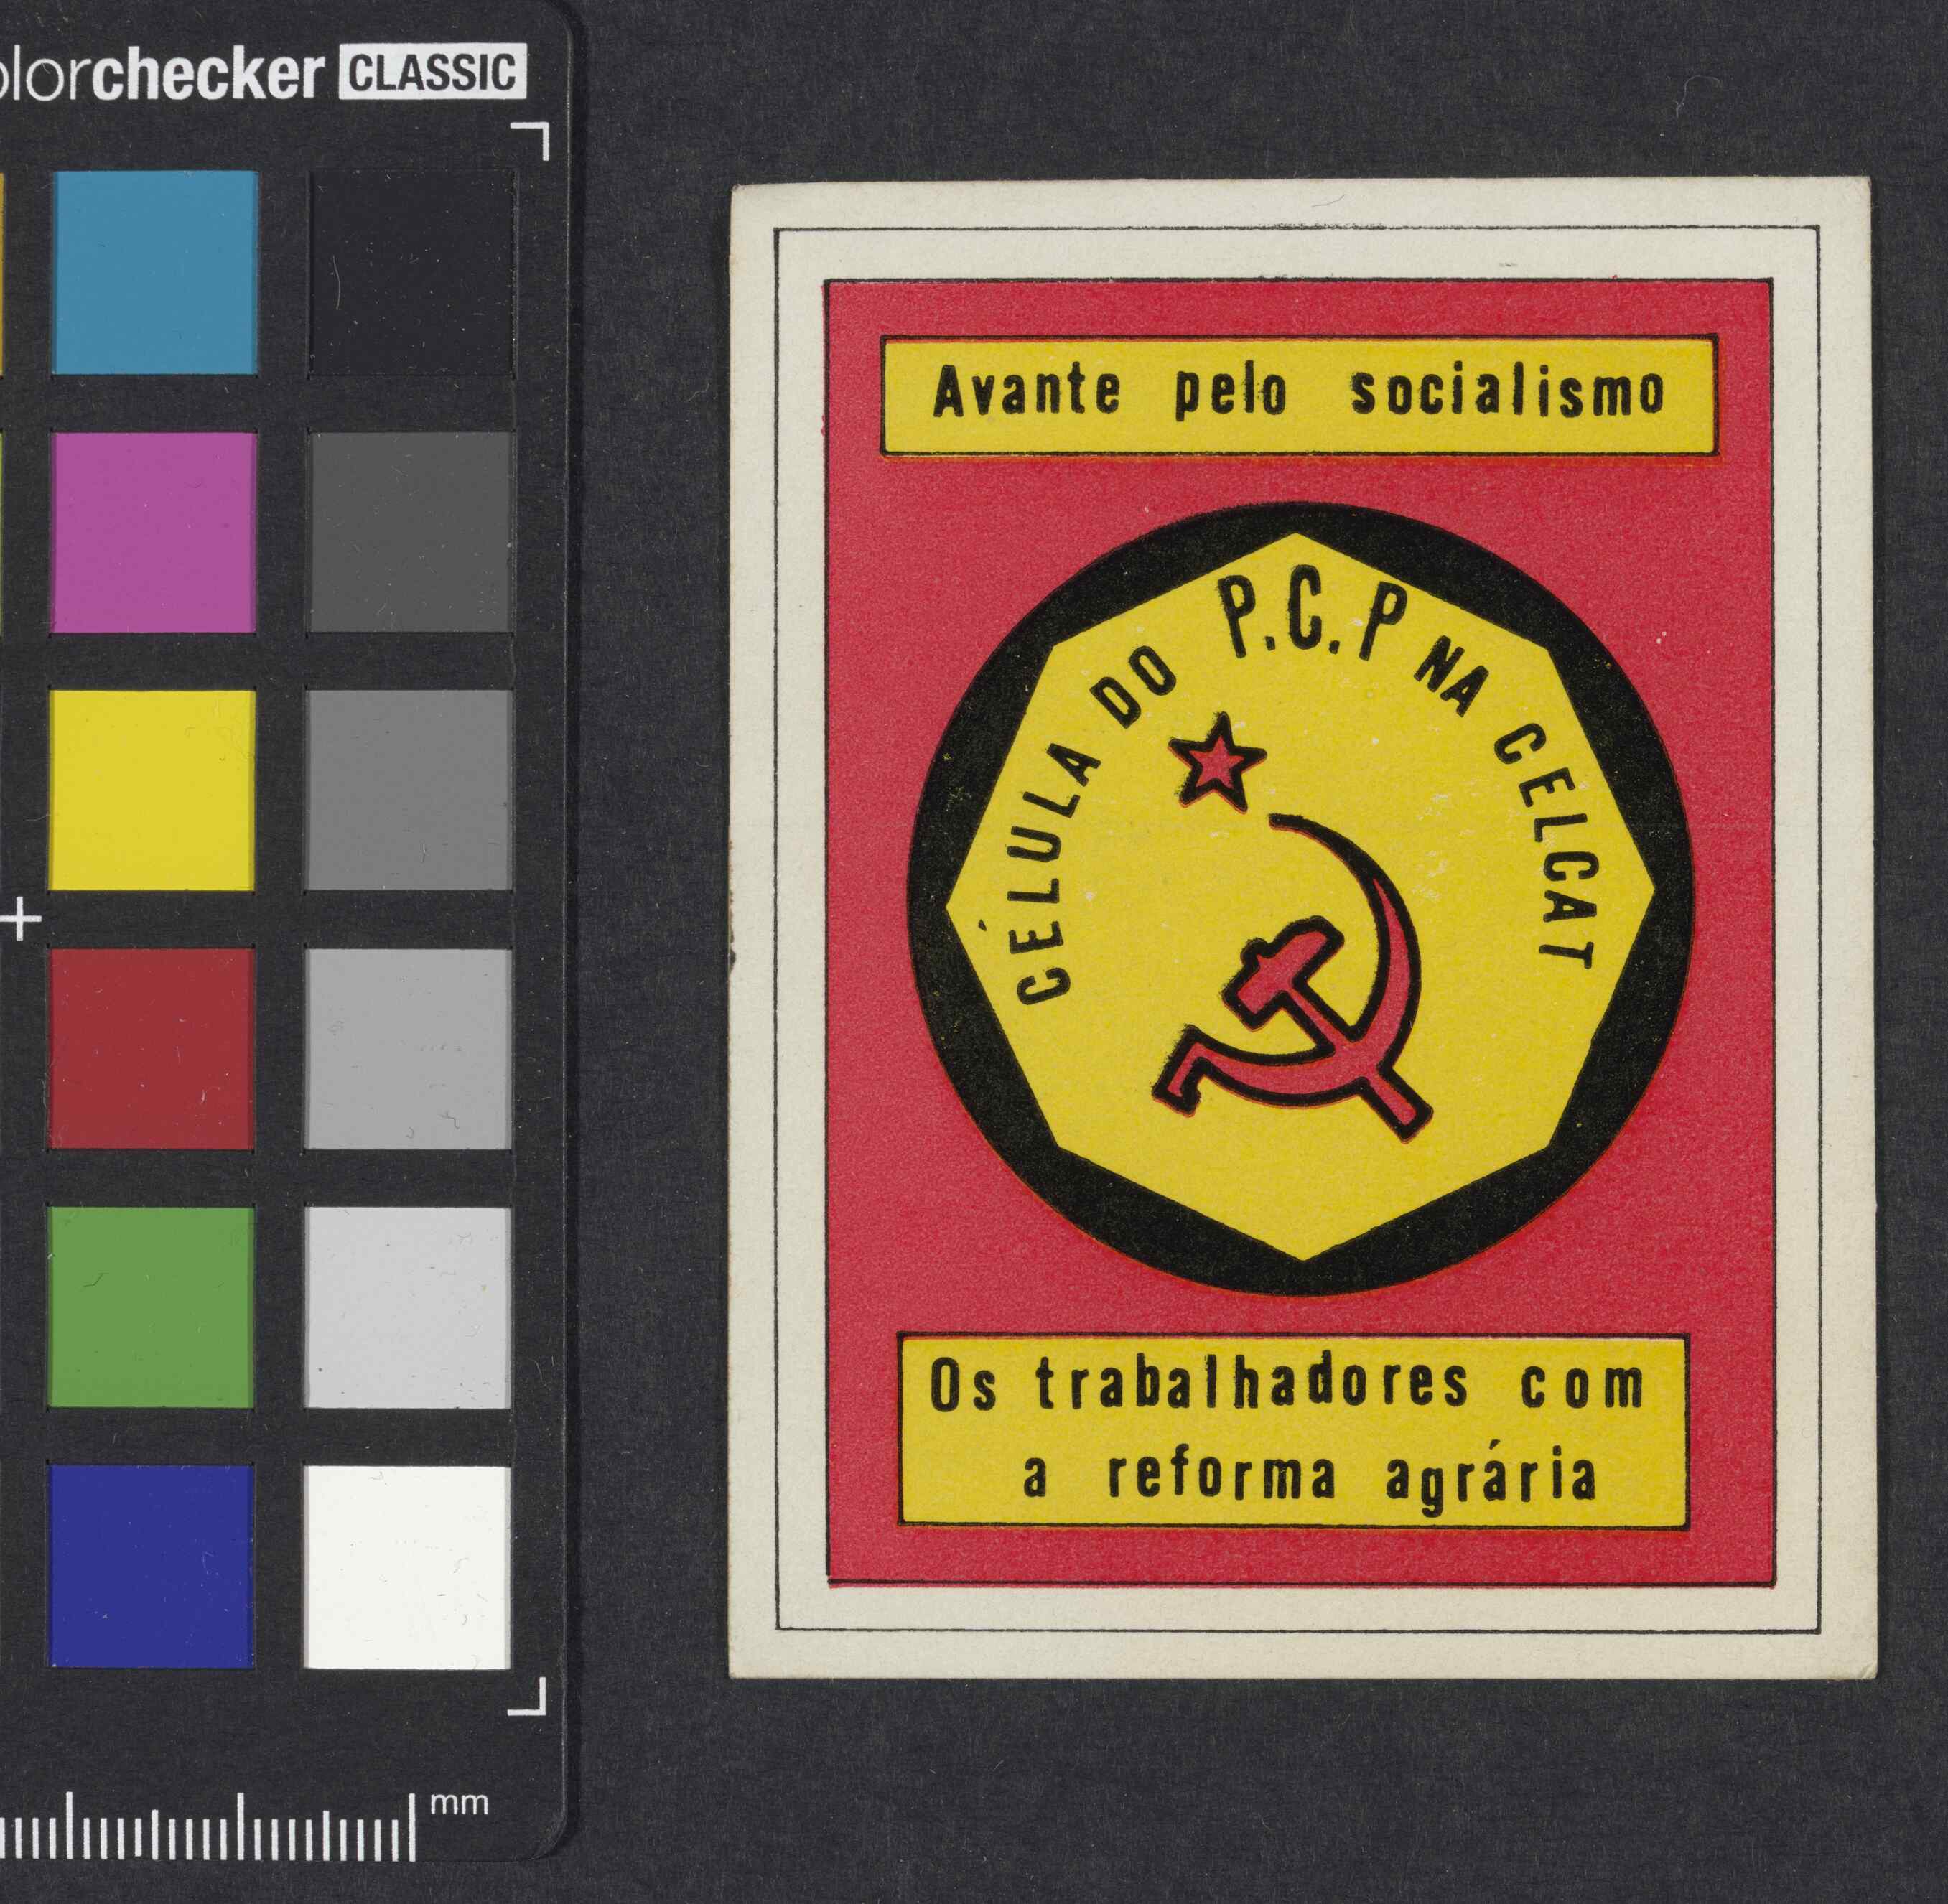 olorchecker CLASSIC
mm
Avante pelo socialismo
CÉLULA DO P.C.P NA CELCAT
Os trabalhadores com
a reforma agrária